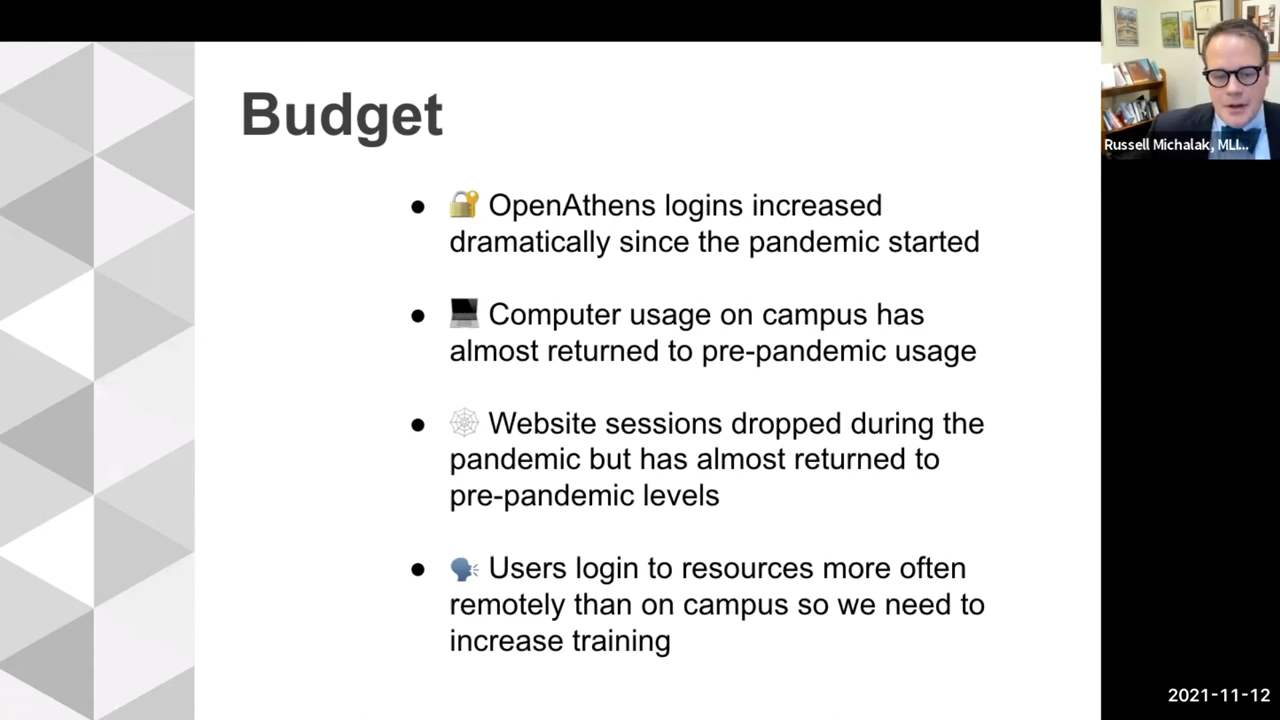 Budget
● 🔐 OpenAthens logins increased
dramatically since the pandemic started
● 💻 Computer usage on campus has
almost returned to pre-pandemic usage
● 🕸 Website sessions dropped during the
pandemic but has almost returned to
pre-pandemic levels
● 🗣 Users login to resources more often
remotely than on campus so we need to
increase training
Russell Michalak, MLI...
2021-11-12